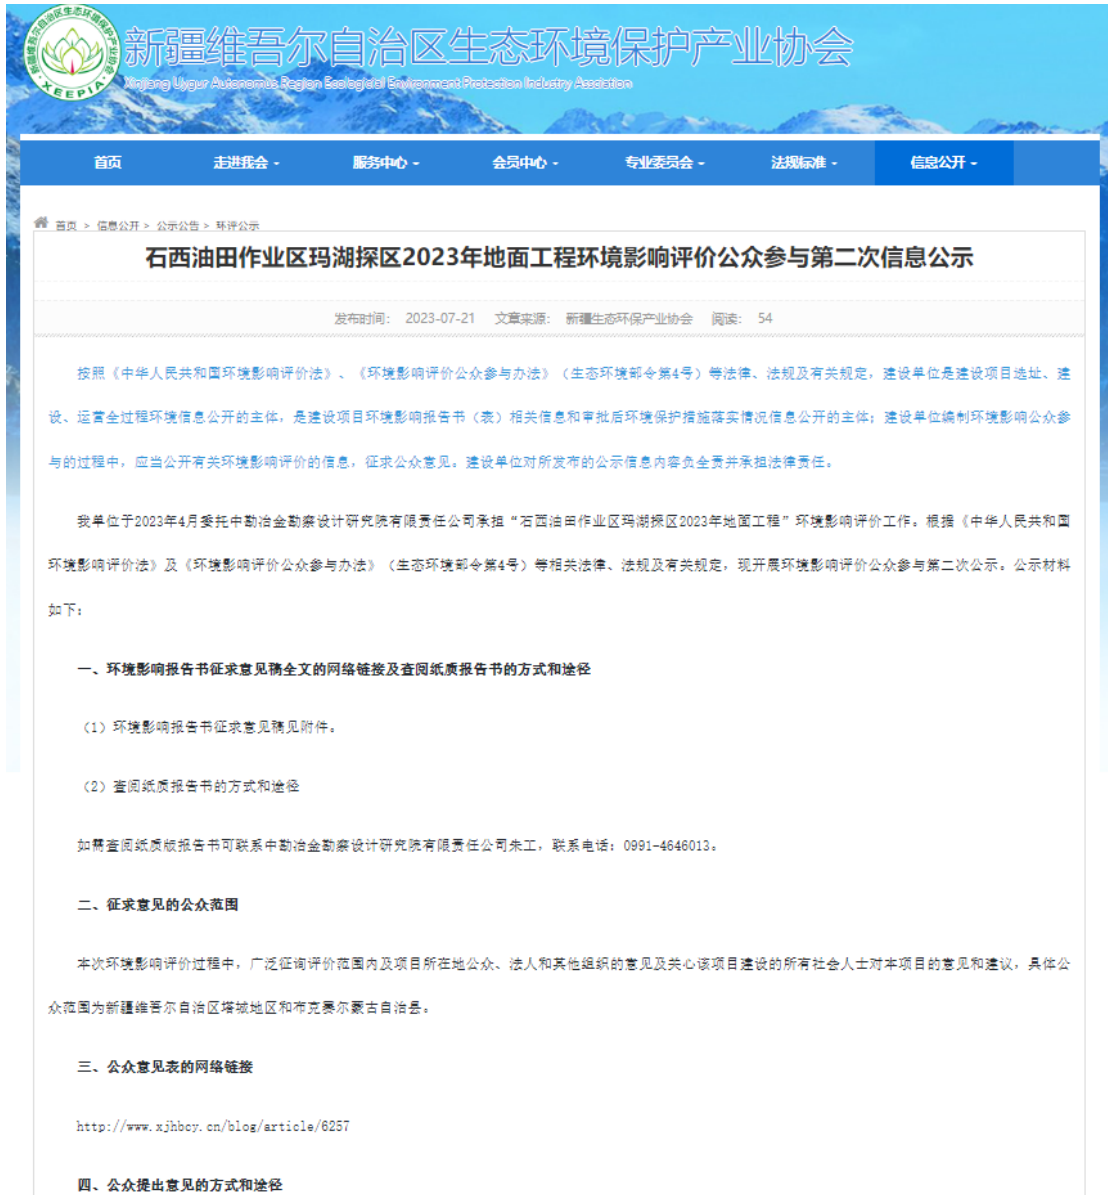 新疆维吾尔自治区生态环境保护产业协会
Xinjiang Uygur Autonomus Region Ecologictal Environment Protection Industry Assciation
新疆维吾尔自治区生态环境保护产业协会
XEEPIA
首页 走进我会 服务中心 会员中心 专业委员会 法规标准 信息公开
首页 > 信息公开 > 公示公告 > 环评公示
石西油田作业区玛湖探区2023年地面工程环境影响评价公众参与第二次信息公示
发布时间： 2023-07-21 文章来源： 新疆生态环保产业协会 阅读： 54
按照《中华人民共和国环境影响评价法》、《环境影响评价公众参与办法》（生态环境部令第4号）等法律、法规及有关规定，建设单位是建设项目选址、建
设、运营全过程环境信息公开的主体，是建设项目环境影响报告书（表）相关信息和审批后环境保护措施落实情况信息公开的主体；建设单位编制环境影响公众参
与的过程中，应当公开有关环境影响评价的信息，征求公众意见。建设单位对所发布的公示信息内容负全责并承担法律责任。
我单位于2023年4月委托中勘冶金勘察设计研究院有限责任公司承担“石西油田作业区玛湖探区2023年地面工程”环境影响评价工作。根据《中华人民共和国
环境影响评价法》及《环境影响评价公众参与办法》（生态环境部令第4号）等相关法律、法规及有关规定，现开展环境影响评价公众参与第二次公示。公示材料
如下：
一、环境影响报告书征求意见稿全文的网络链接及查阅纸质报告书的方式和途径
（1）环境影响报告书征求意见稿见附件。
（2）查阅纸质报告书的方式和途径
如需查阅纸质版报告书可联系中勘冶金勘察设计研究院有限责任公司朱工，联系电话：0991-4646013。
二、征求意见的公众范围
本次环境影响评价过程中，广泛征询评价范围内及项目所在地公众、法人和其他组织的意见及关心该项目建设的所有社会人士对本项目的意见和建议，具体公
众范围为新疆维吾尔自治区塔城地区和布克赛尔蒙古自治县。
三、公众意见表的网络链接
http://www.xjhbcy.cn/blog/article/6257
四、公众提出意见的方式和途径